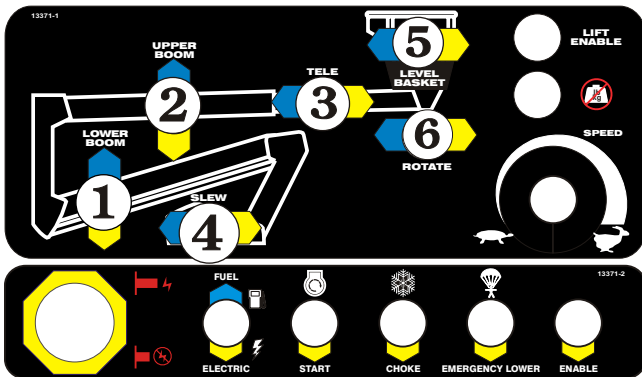 13371-1
UPPER
BOOM
2
LOWER
BOOM
1
TELE
3
SLEW
4
5
LEVEL
BASKET
6
ROTATE
LIFT
ENABLE
lb
kg
SPEED
13371-2
FUEL
ELECTRIC
START
CHOKE
EMERGENCY LOWER
ENABLE